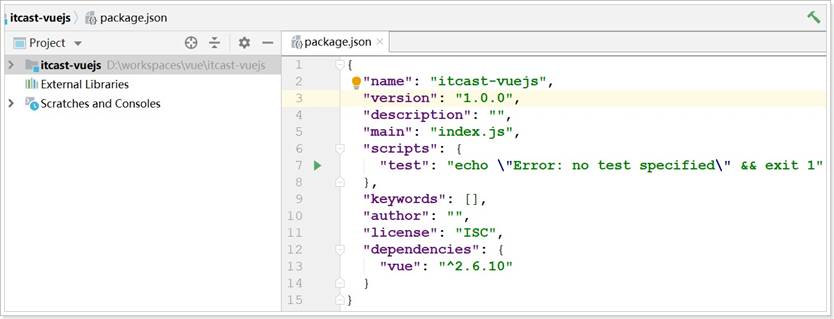 itcast-vuejs package.json
Project
itcast-vuejs D:\workspaces\vue\itcast-vuejs
External Libraries
Scratches and Consoles
package.json
1 {
2 "name": "itcast-vuejs",
3 "version": "1.0.0",
4 "description": "",
5 "main": "index.js",
6 "scripts": {
7 "test": "echo \"Error: no test specified\" && exit 1"
8 },
9 "keywords": [],
10 "author": "",
11 "license": "ISC",
12 "dependencies": {
13 "vue": "^2.6.10"
14 }
15 }